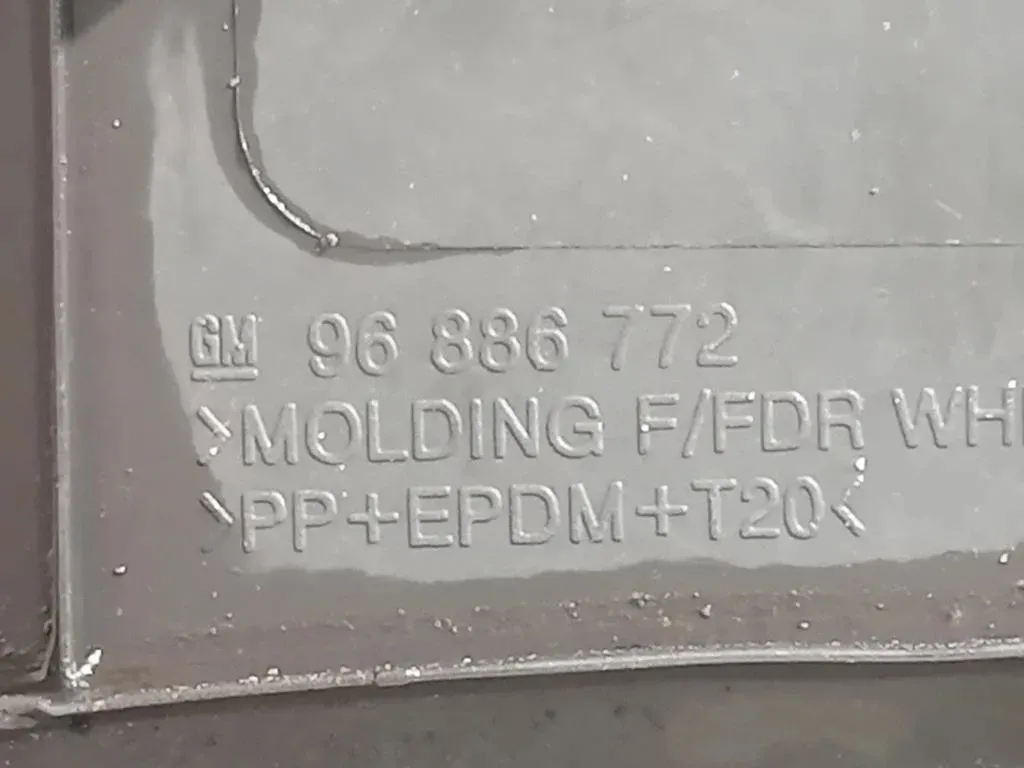 GM 96 886 772
>MOLDING F/FDR WH
>PP+EPDM+T20<